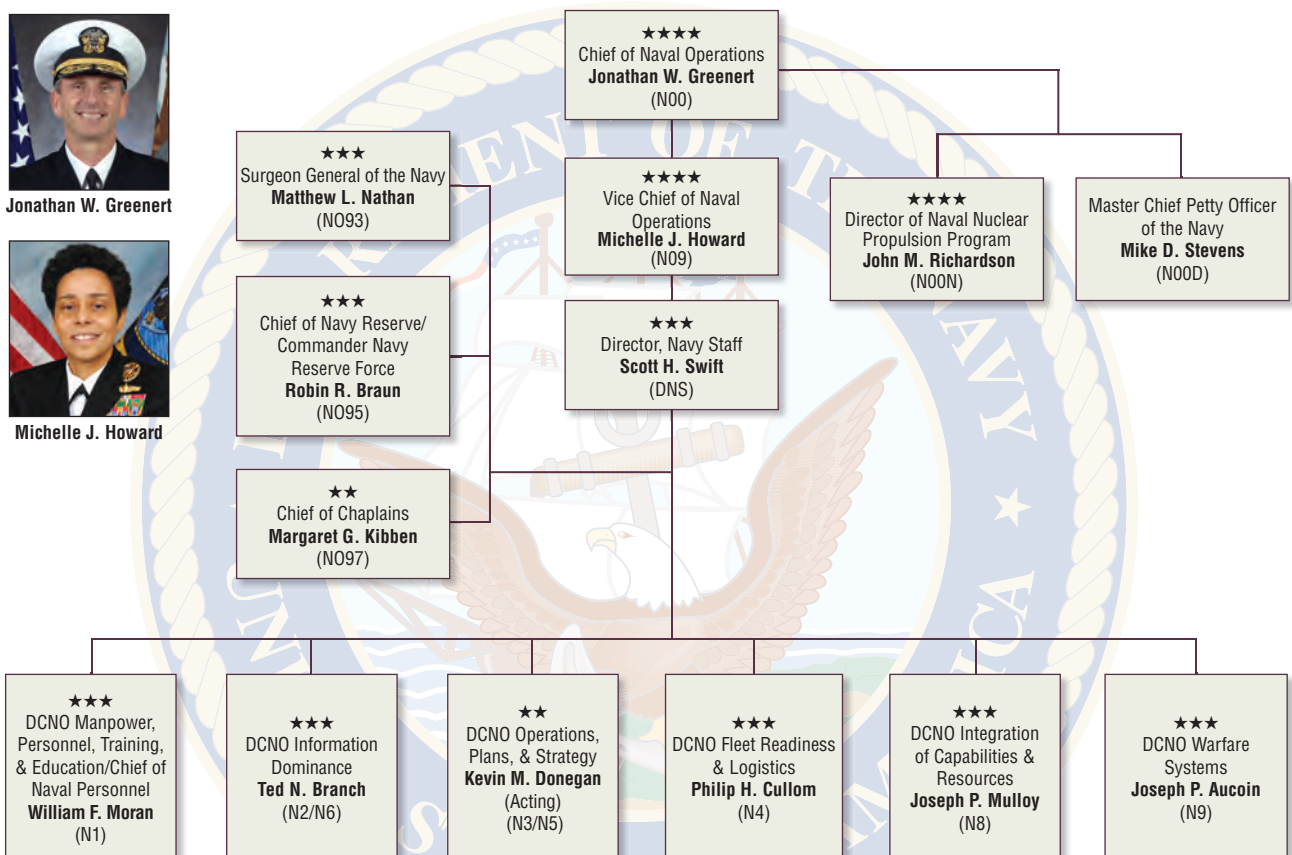 Jonathan W. Greenert
Michelle J. Howard
★★★★
Chief of Naval Operations
Jonathan W. Greenert
(N00)
★★★
Surgeon General of the Navy
Matthew L. Nathan
(NO93)
★★★★
Vice Chief of Naval
Operations
Michelle J. Howard
(N09)
★★★★
Director of Naval Nuclear
Propulsion Program
John M. Richardson
(N00N)
Master Chief Petty Officer
of the Navy
Mike D. Stevens
(N00D)
★★★
Chief of Navy Reserve/
Commander Navy
Reserve Force
Robin R. Braun
(NO95)
★★★
Director, Navy Staff
Scott H. Swift
(DNS)
★★
Chief of Chaplains
Margaret G. Kibben
(NO97)
★★★
DCNO Manpower,
Personnel, Training,
& Education/Chief of
Naval Personnel
William F. Moran
(N1)
★★★
DCNO Information
Dominance
Ted N. Branch
(N2/N6)
★★
DCNO Operations,
Plans, & Strategy
Kevin M. Donegan
(Acting)
(N3/N5)
★★★
DCNO Fleet Readiness
& Logistics
Philip H. Cullom
(N4)
★★★
DCNO Integration
of Capabilities &
Resources
Joseph P. Mulloy
(N8)
★★★
DCNO Warfare
Systems
Joseph P. Aucoin
(N9)